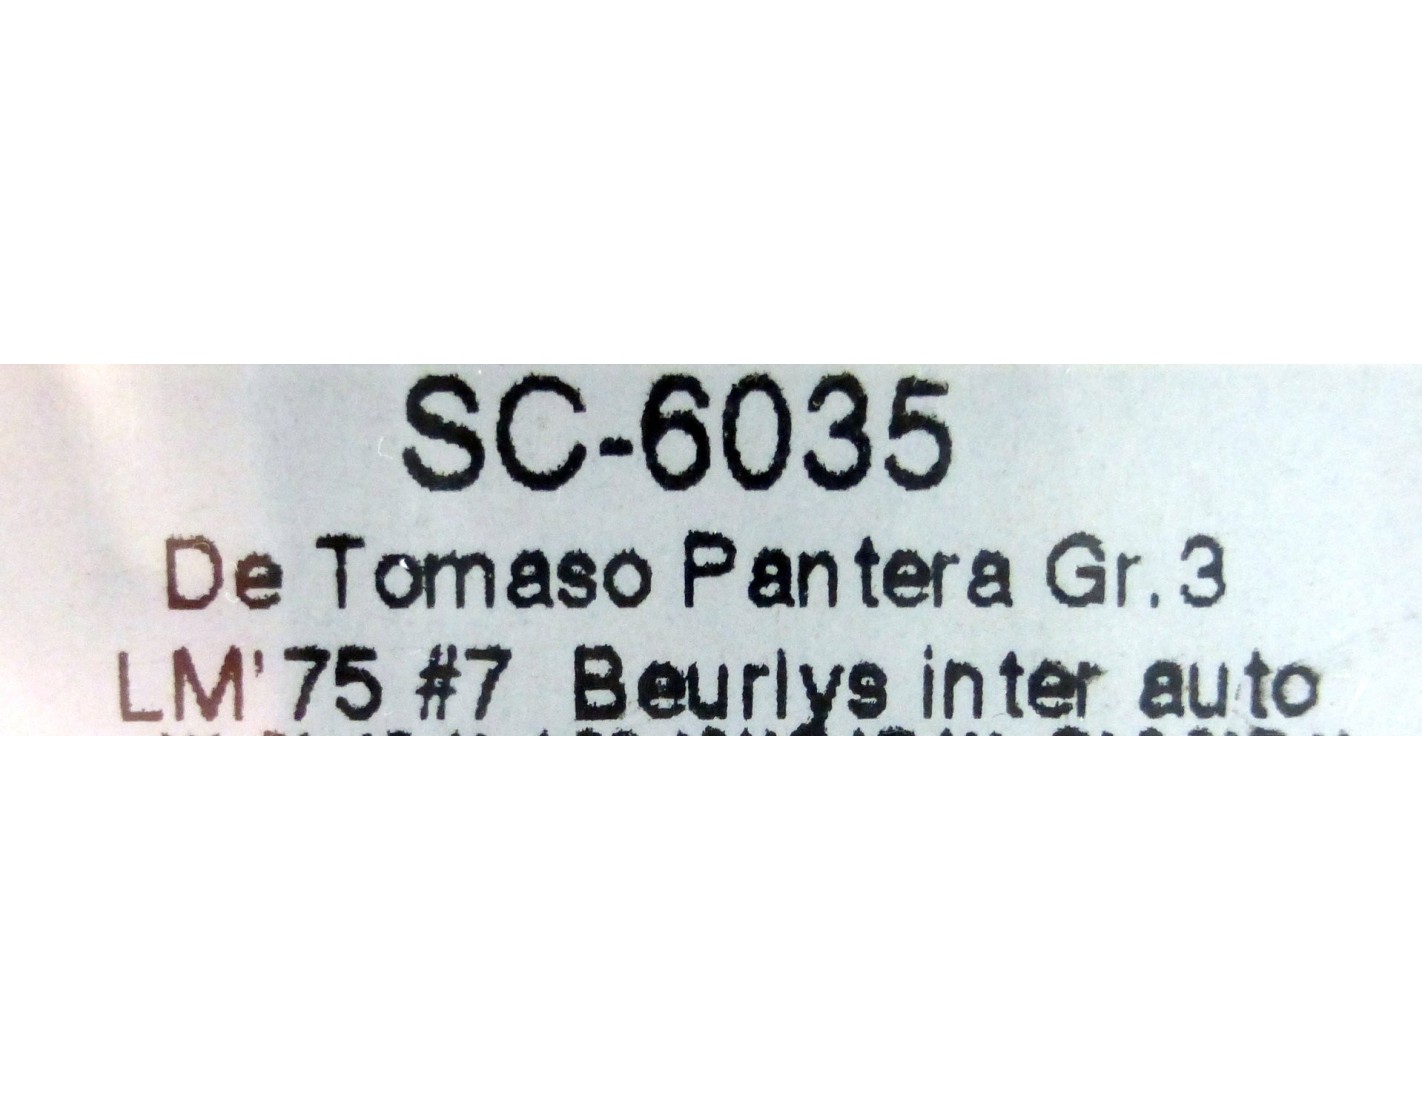 SC-6035
De Tomaso Pantera Gr.3
LM'75 #7 Beurlys inter auto